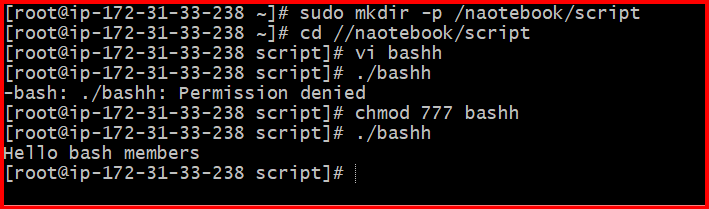 [root@ip-172-31-33-238 ~]# sudo mkdir -p /naotebook/script
[root@ip-172-31-33-238 ~]# cd //naotebook/script
[root@ip-172-31-33-238 script]# vi bashh
[root@ip-172-31-33-238 script]# ./bashh
-bash: ./bashh: Permission denied
[root@ip-172-31-33-238 script]# chmod 777 bashh
[root@ip-172-31-33-238 script]# ./bashh
Hello bash members
[root@ip-172-31-33-238 script]#